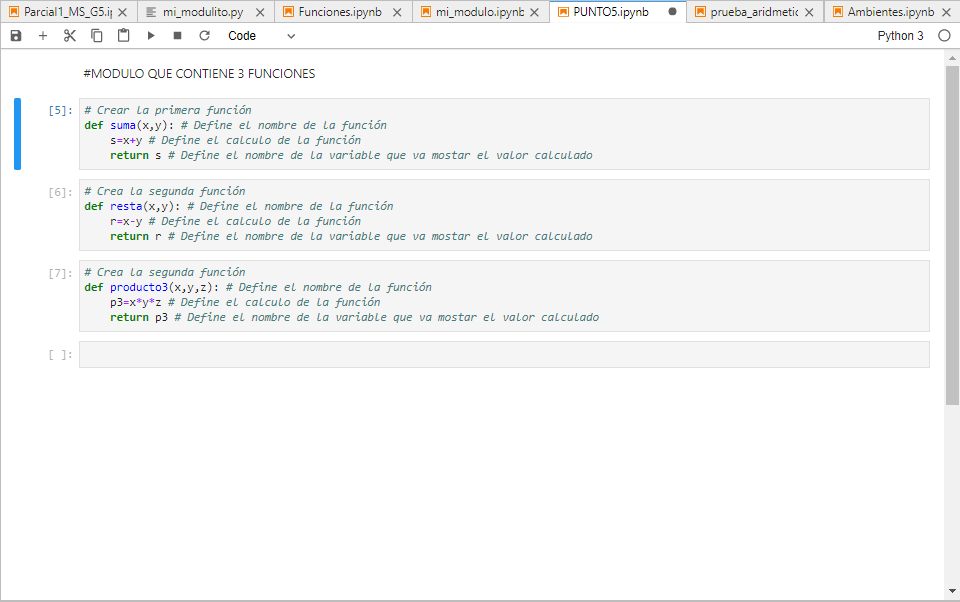 Parcial1_MS_G5.i
mi_modulito.py
Funciones.ipynb
mi_modulo.ipynb
PUNTO5.ipynb
prueba_aridmetic
Ambientes.ipynb
Code
Python 3
#MODULO QUE CONTIENE 3 FUNCIONES
[5]:
# Crear la primera función
def suma(x,y): # Define el nombre de la función
s=x+y # Define el calculo de la función
return s # Define el nombre de la variable que va mostar el valor calculado
[6]:
# Crea la segunda función
def resta(x,y): # Define el nombre de la función
r=x-y # Define el calculo de la función
return r # Define el nombre de la variable que va mostar el valor calculado
[7]:
# Crea la segunda función
def producto3(x,y,z): # Define el nombre de la función
p3=x*y*z # Define el calculo de la función
return p3 # Define el nombre de la variable que va mostar el valor calculado
[ ]: